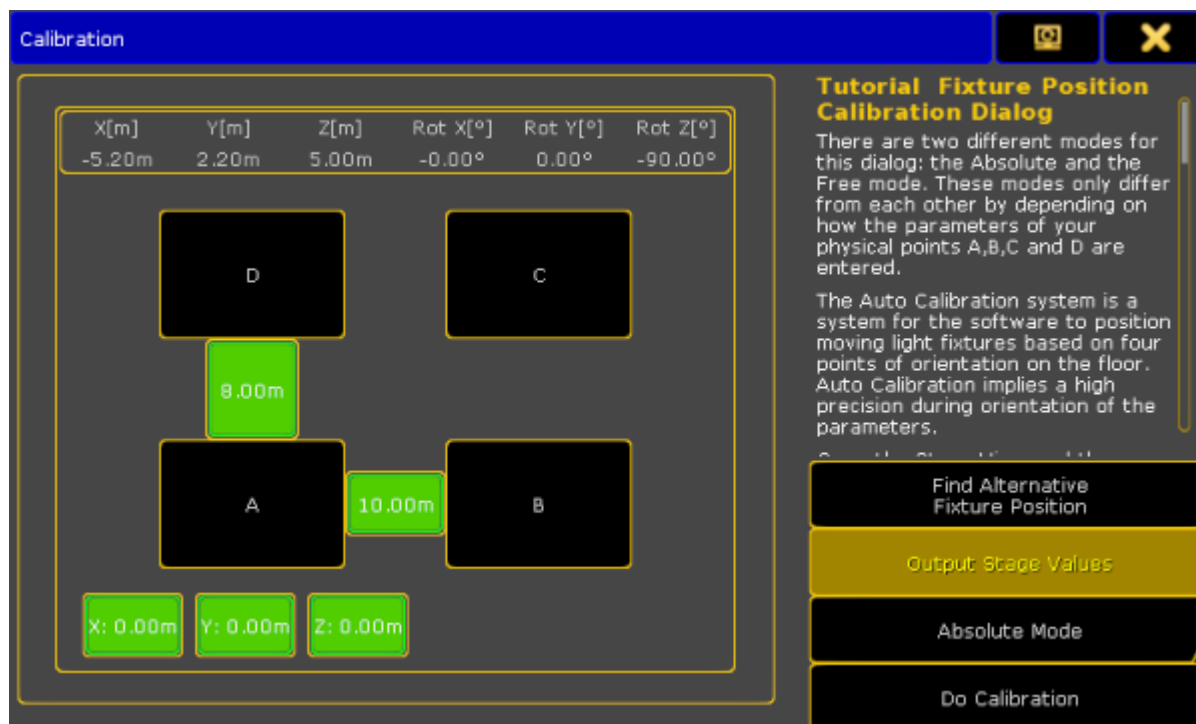 Calibration
X[m] Y[m] Z[m] Rot X[°] Rot Y[°] Rot Z[°]
-5.20m 2.20m 5.00m -0.00° 0.00° -90.00°
D
C
8.00m
A
10.00m
B
X: 0.00m
Y: 0.00m
Z: 0.00m
Tutorial Fixture Position
Calibration Dialog
There are two different modes for
this dialog: the Absolute and the
Free mode. These modes only differ
from each other by depending on
how the parameters of your
physical points A,B,C and D are
entered.
The Auto Calibration system is a
system for the software to position
moving light fixtures based on four
points of orientation on the floor.
Auto Calibration implies a high
precision during orientation of the
parameters.
Find Alternative
Fixture Position
Output Stage Values
Absolute Mode
Do Calibration